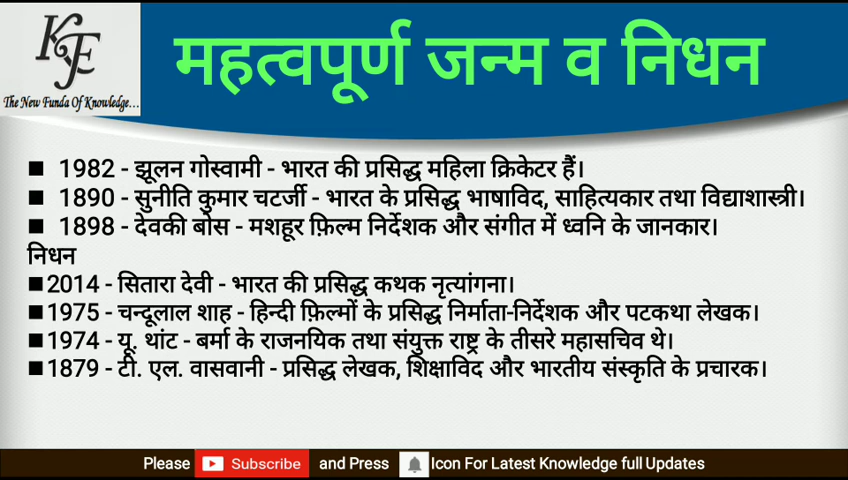 KFE
The New Funda Of Knowledge...
महत्वपूर्ण जन्म व निधन
■ 1982 - झूलन गोस्वामी - भारत की प्रसिद्ध महिला क्रिकेटर हैं।
■ 1890 - सुनीति कुमार चटर्जी - भारत के प्रसिद्ध भाषाविद, साहित्यकार तथा विद्याशास्त्री।
■ 1898 - देवकी बोस - मशहूर फ़िल्म निर्देशक और संगीत में ध्वनि के जानकार।
निधन
■2014 - सितारा देवी - भारत की प्रसिद्ध कथक नृत्यांगना।
■1975 - चन्दूलाल शाह - हिन्दी फ़िल्मों के प्रसिद्ध निर्माता-निर्देशक और पटकथा लेखक।
■1974 - यू. थांट - बर्मा के राजनयिक तथा संयुक्त राष्ट्र के तीसरे महासचिव थे।
■1879 - टी. एल. वासवानी - प्रसिद्ध लेखक, शिक्षाविद और भारतीय संस्कृति के प्रचारक।
Please Subscribe and Press Icon For Latest Knowledge full Updates